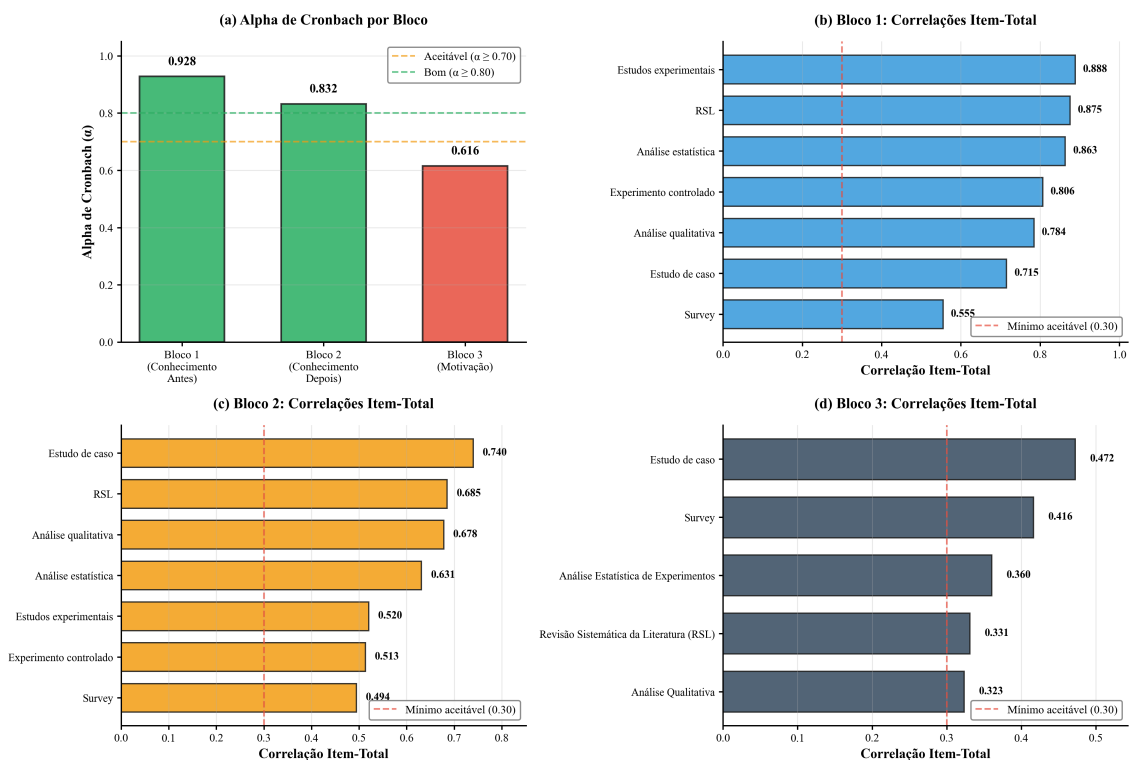 (a) Alpha de Cronbach por Bloco
Alpha de Cronbach (α)
1.0
0.8
0.6
0.4
0.2
0.0
0.928
0.832
0.616
Aceitável (α ≥ 0.70)
Bom (α ≥ 0.80)
Bloco 1
(Conhecimento
Antes)
Bloco 2
(Conhecimento
Depois)
Bloco 3
(Motivação)
(b) Bloco 1: Correlações Item-Total
Estudos experimentais 0.888
RSL 0.875
Análise estatística 0.863
Experimento controlado 0.806
Análise qualitativa 0.784
Estudo de caso 0.715
Survey 0.555
Mínimo aceitável (0.30)
0.0 0.2 0.4 0.6 0.8 1.0
Correlação Item-Total
(c) Bloco 2: Correlações Item-Total
Estudo de caso 0.740
RSL 0.685
Análise qualitativa 0.678
Análise estatística 0.631
Estudos experimentais 0.520
Experimento controlado 0.513
Survey 0.494
Mínimo aceitável (0.30)
0.0 0.1 0.2 0.3 0.4 0.5 0.6 0.7 0.8
Correlação Item-Total
(d) Bloco 3: Correlações Item-Total
Estudo de caso 0.472
Survey 0.416
Análise Estatística de Experimentos 0.360
Revisão Sistemática da Literatura (RSL) 0.331
Análise Qualitativa 0.323
Mínimo aceitável (0.30)
0.0 0.1 0.2 0.3 0.4 0.5
Correlação Item-Total